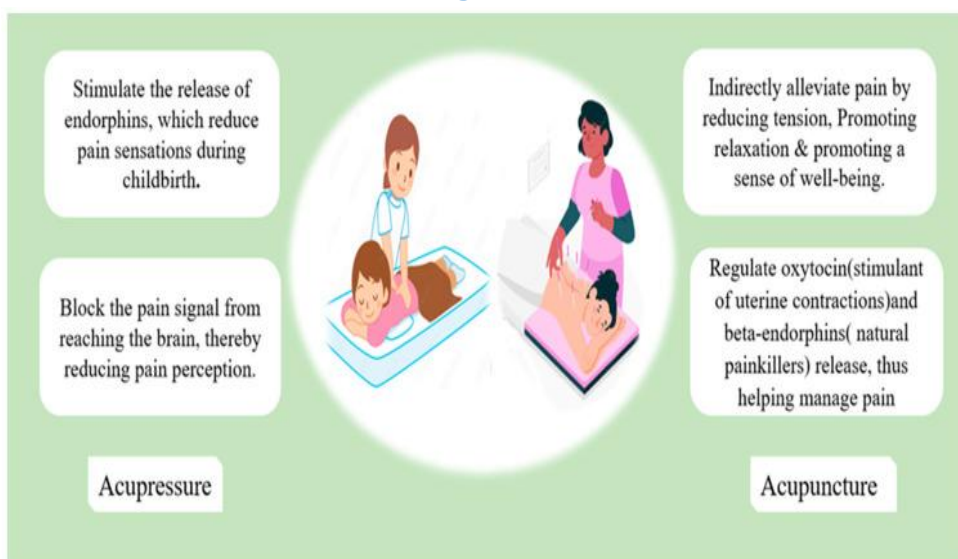 Stimulate the release of
endorphins, which reduce
pain sensations during
childbirth.
Block the pain signal from
reaching the brain, thereby
reducing pain perception.
Acupressure
Indirectly alleviate pain by
reducing tension, Promoting
relaxation & promoting a
sense of well-being.
Regulate oxytocin(stimulant
of uterine contractions)and
beta-endorphins( natural
painkillers) release, thus
helping manage pain
Acupuncture